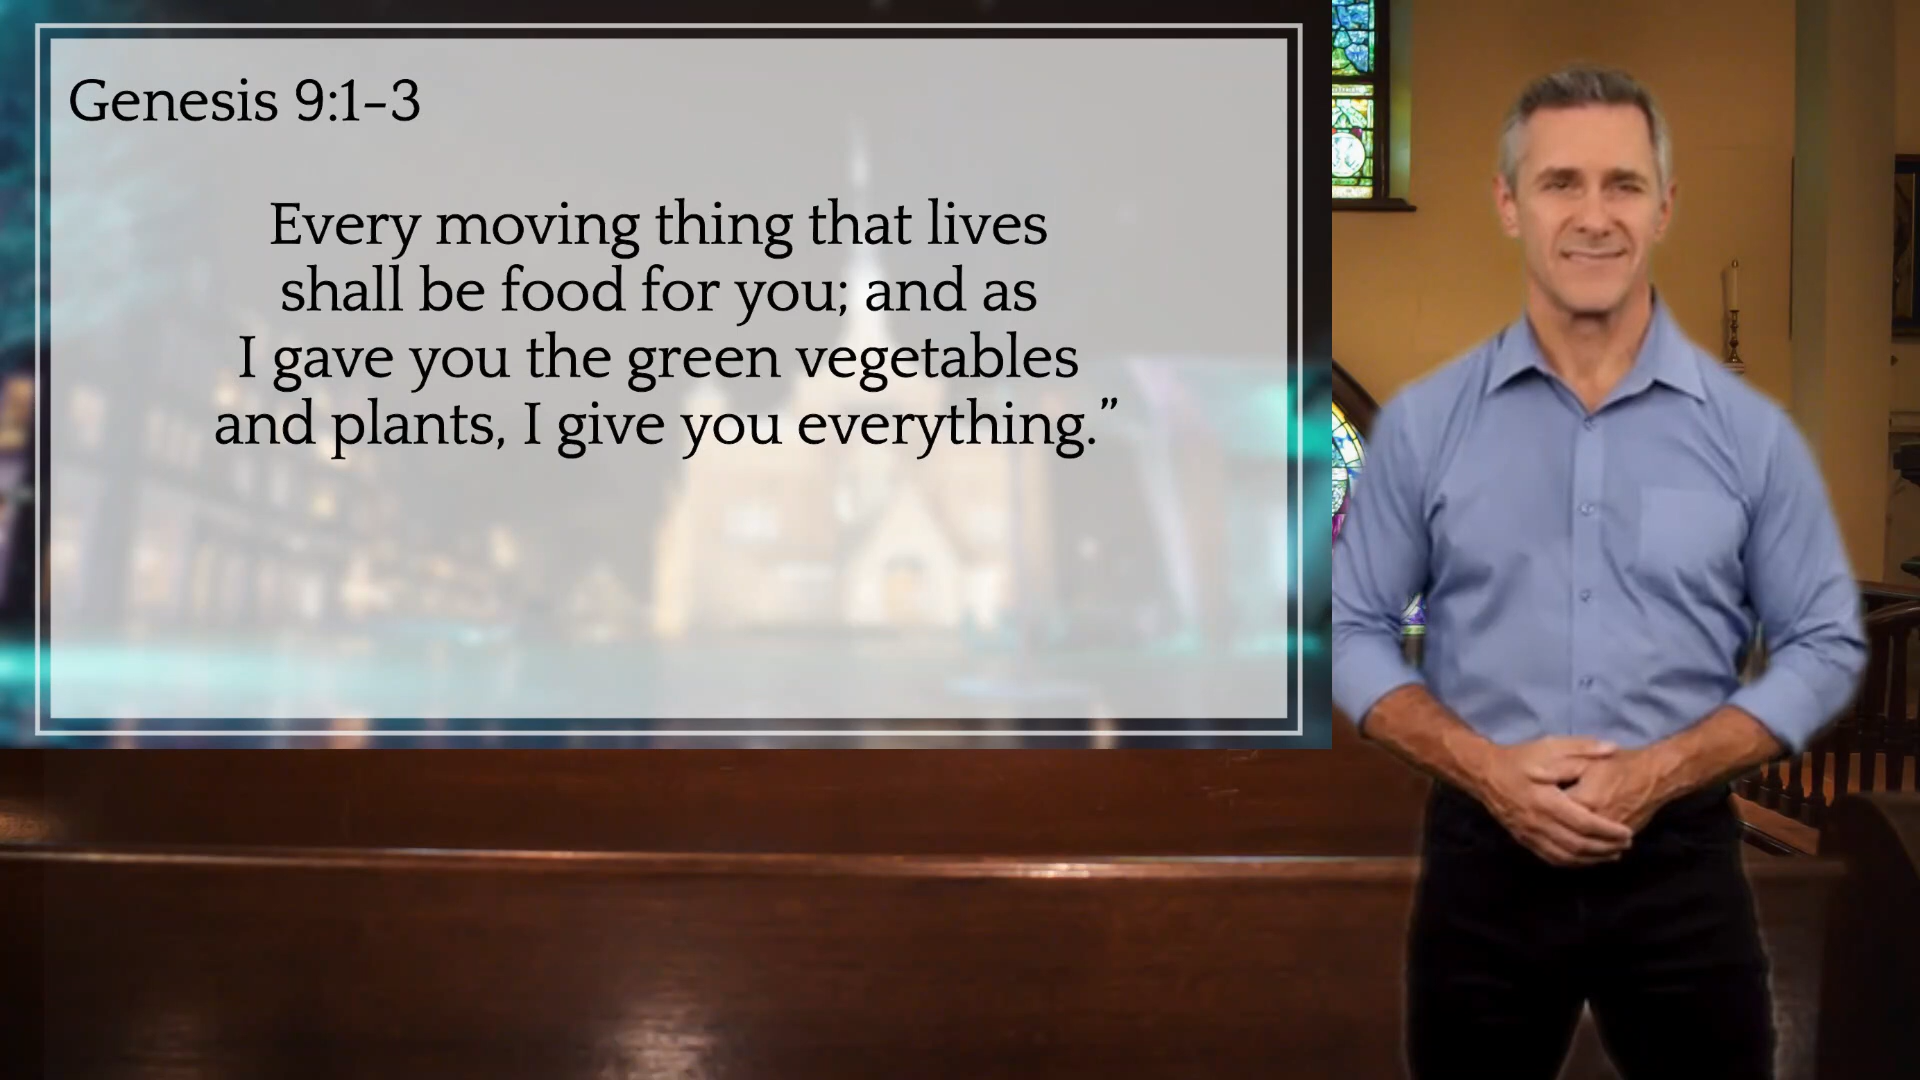 Genesis 9:1–3
Every moving thing that lives
shall be food for you; and as
I gave you the green vegetables
and plants, I give you everything.”